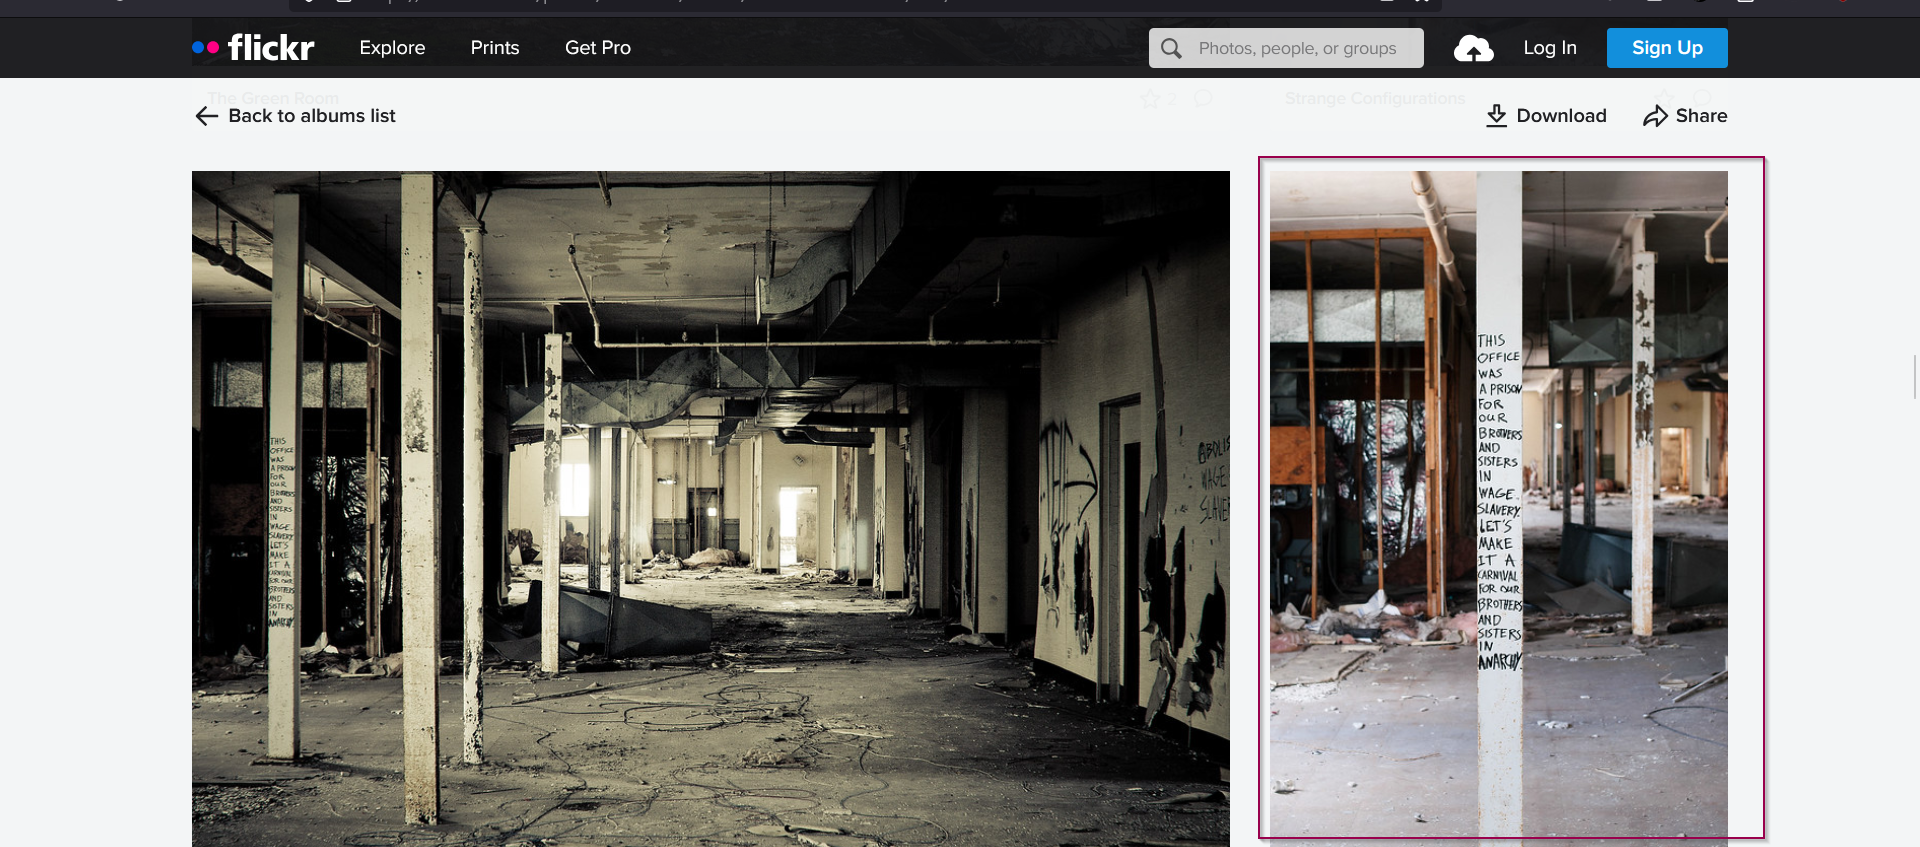 flickr
Explore
Prints
Get Pro
Photos, people, or groups
Log In
Sign Up
The Green Room
2
Strange Configurations
Back to albums list
Download
Share
THIS
OFFICE
WAS
A PRISON
FOR
OUR
BROTHERS
AND
SISTERS
IN
WAGE
SLAVERY.
LET'S
MAKE
IT A
CARNIVAL
FOR OUR
BROTHERS
AND
SISTERS
IN
ANARCHY
WAGE
SLAVERY
THIS
OFFICE
WAS
A PRISON
FOR
OUR
BROTHERS
AND
SISTERS
IN
WAGE
SLAVERY.
LET'S
MAKE
IT A
CARNIVAL
FOR OUR
BROTHERS
AND
SISTERS
IN
ANARCHY.